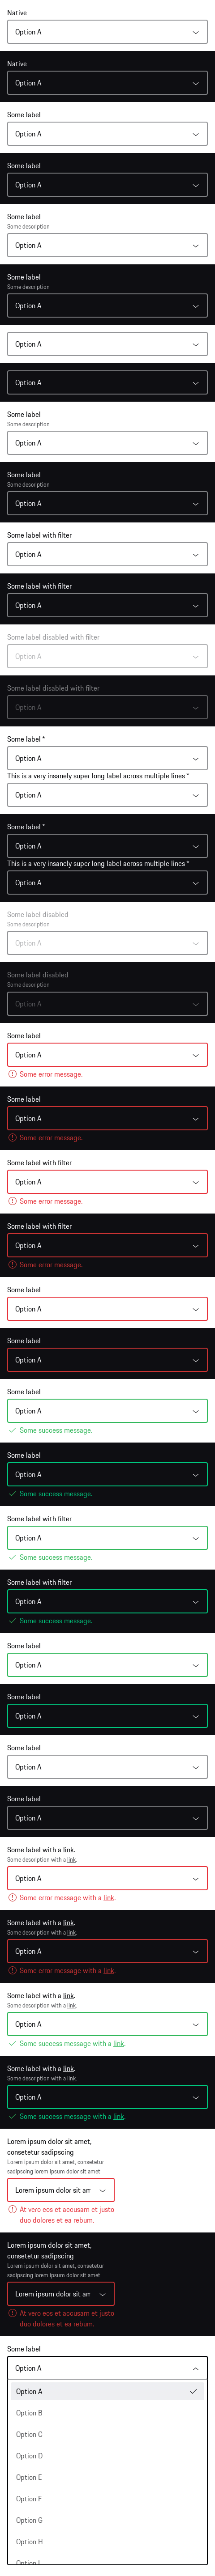 Native
Option A
Native
Option A
Some label
Option A
Some label
Option A
Some label
Some description
Option A
Some label
Some description
Option A
Option A
Option A
Some label
Some description
Option A
Some label
Some description
Option A
Some label with filter
Option A
Some label with filter
Option A
Some label disabled with filter
Option A
Some label disabled with filter
Option A
Some label *
Option A
This is a very insanely super long label across multiple lines *
Option A
Some label *
Option A
This is a very insanely super long label across multiple lines *
Option A
Some label disabled
Some description
Option A
Some label disabled
Some description
Option A
Some label
Option A
Some error message.
Some label
Option A
Some error message.
Some label with filter
Option A
Some error message.
Some label with filter
Option A
Some error message.
Some label
Option A
Some label
Option A
Some label
Option A
Some success message.
Some label
Option A
Some success message.
Some label with filter
Option A
Some success message.
Some label with filter
Option A
Some success message.
Some label
Option A
Some label
Option A
Some label
Option A
Some label
Option A
Some label with a link.
Some description with a link.
Option A
Some error message with a link.
Some label with a link.
Some description with a link.
Option A
Some error message with a link.
Some label with a link.
Some description with a link.
Option A
Some success message with a link.
Some label with a link.
Some description with a link.
Option A
Some success message with a link.
Lorem ipsum dolor sit amet,
consetetur sadipscing
Lorem ipsum dolor sit amet, consetetur
sadipscing lorem ipsum dolor sit amet
Lorem ipsum dolor sit am
At vero eos et accusam et justo
duo dolores et ea rebum.
Lorem ipsum dolor sit amet,
consetetur sadipscing
Lorem ipsum dolor sit amet, consetetur
sadipscing lorem ipsum dolor sit amet
Lorem ipsum dolor sit am
At vero eos et accusam et justo
duo dolores et ea rebum.
Some label
Option A
Option A
Option B
Option C
Option D
Option E
Option F
Option G
Option H
Option I